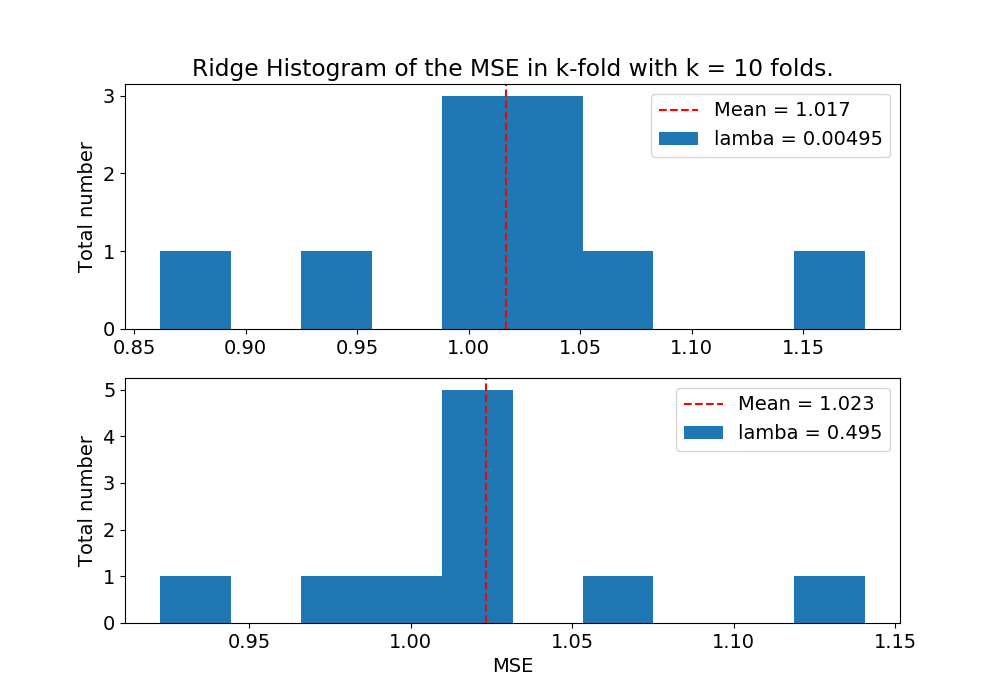 Ridge Histogram of the MSE in k-fold with k = 10 folds.
3
2
1
0
Total number
Mean = 1.017
lamba = 0.00495
0.85 0.90 0.95 1.00 1.05 1.10 1.15
5
4
3
2
1
0
Total number
Mean = 1.023
lamba = 0.495
0.95 1.00 1.05 1.10 1.15
MSE